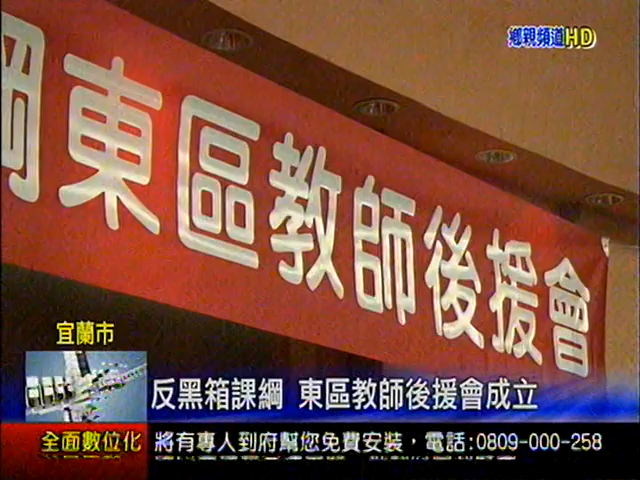 鄉親頻道HD
綱東區教師後援會
宜蘭市
反黑箱課綱 東區教師後援會成立
全面數位化 將有專人到府幫您免費安裝，電話:0809-000-258